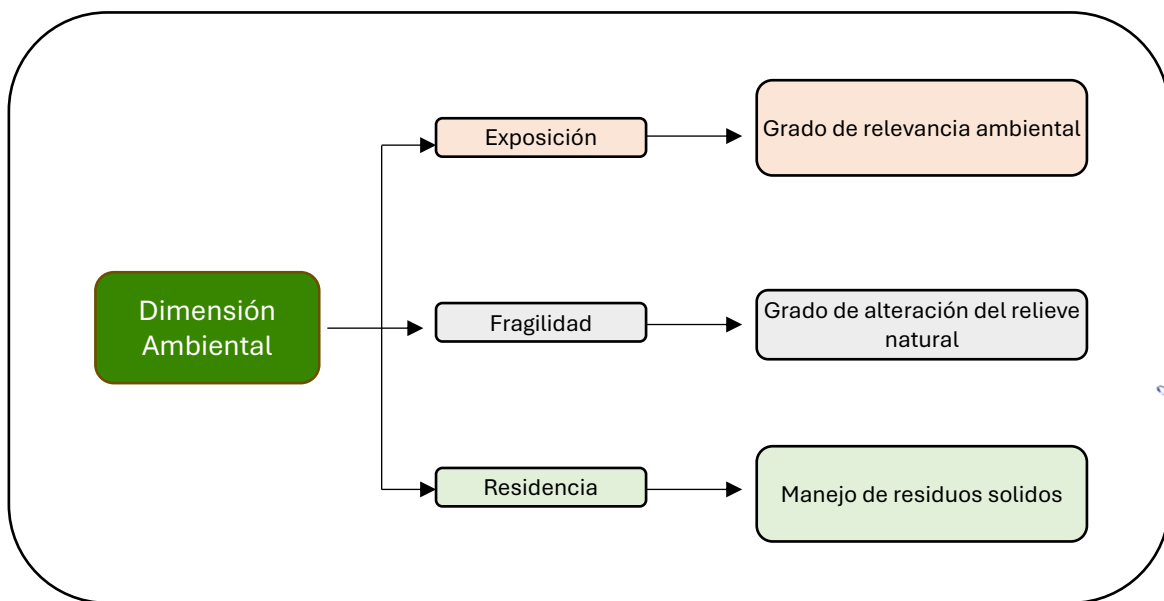 Exposición
Grado de relevancia ambiental
Dimensión
Ambiental
Fragilidad
Grado de alteración del relieve
natural
Residencia
Manejo de residuos solidos